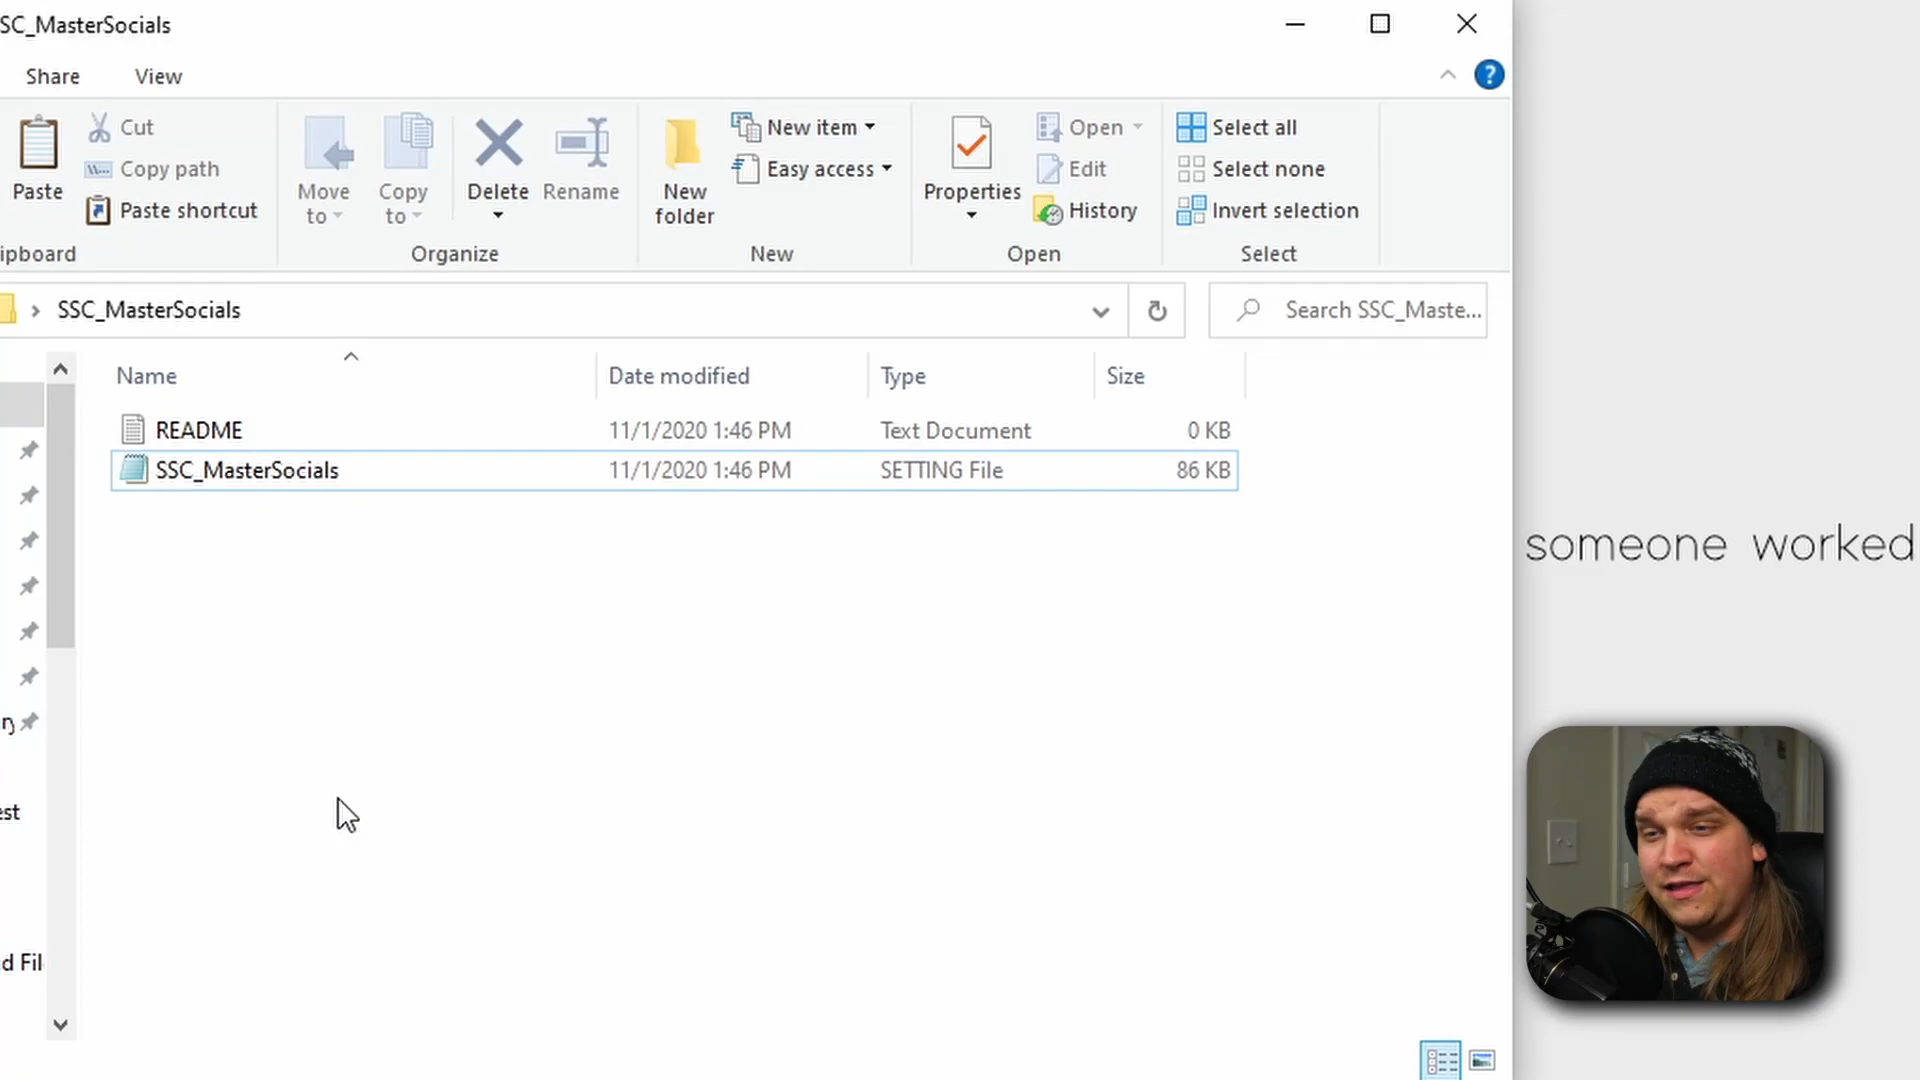 SC_MasterSocials
Share View
Paste
Cut
Copy path
Paste shortcut
ipboard
Move to
Copy to
Delete
Rename
Organize
New folder
New item
Easy access
New
Properties
Open
Edit
History
Open
Select all
Select none
Invert selection
Select
SSC_MasterSocials
Search SSC_Maste...
Name Date modified Type Size
README 11/1/2020 1:46 PM Text Document 0 KB
SSC_MasterSocials 11/1/2020 1:46 PM SETTING File 86 KB
someone worked
ry
est
d Fil